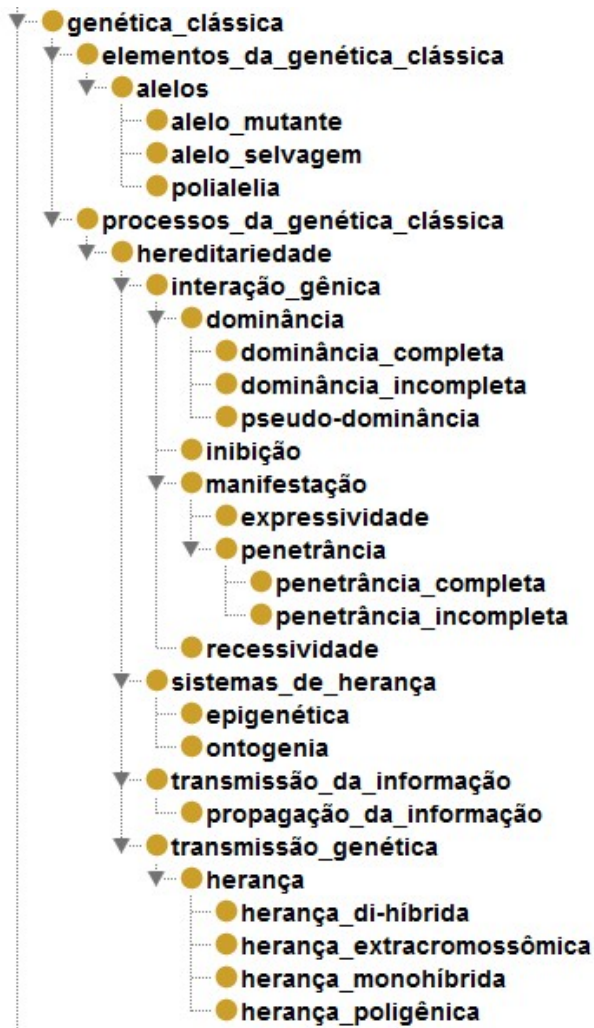 genética_clássica
elementos_da_genética_clássica
alelos
alelo_mutante
alelo_selvagem
polialelia
processos_da_genética_clássica
hereditariedade
interação_gênica
dominância
dominância_completa
dominância_incompleta
pseudo-dominância
inibição
manifestação
expressividade
penetrância
penetrância_completa
penetrância_incompleta
recessividade
sistemas_de_herança
epigenética
ontogenia
transmissão_da_informação
propagação_da_informação
transmissão_genética
herança
herança_di-híbrida
herança_extracromossômica
herança_monohíbrida
herança_poligênica